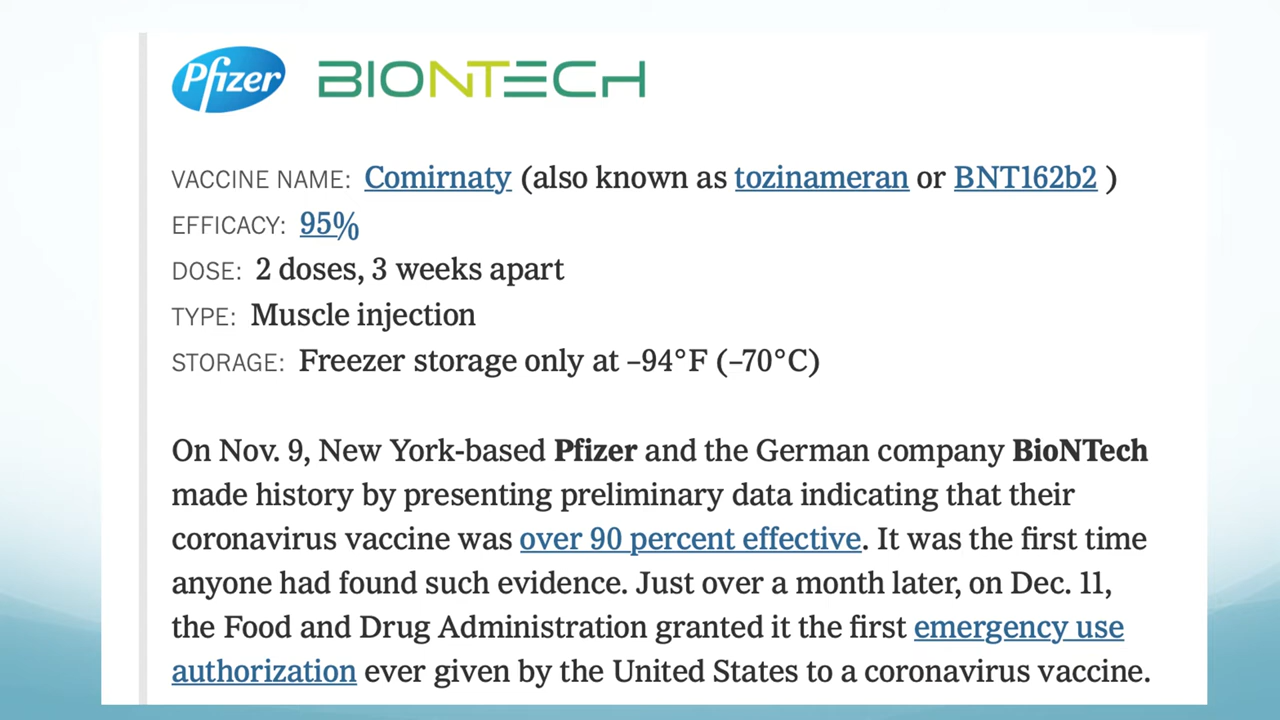 Pfizer BIONTECH
VACCINE NAME: Comirnaty (also known as tozinameran or BNT162b2 )
EFFICACY: 95%
DOSE: 2 doses, 3 weeks apart
TYPE: Muscle injection
STORAGE: Freezer storage only at –94°F (–70°C)
On Nov. 9, New York-based Pfizer and the German company BioNTech
made history by presenting preliminary data indicating that their
coronavirus vaccine was over 90 percent effective. It was the first time
anyone had found such evidence. Just over a month later, on Dec. 11,
the Food and Drug Administration granted it the first emergency use
authorization ever given by the United States to a coronavirus vaccine.